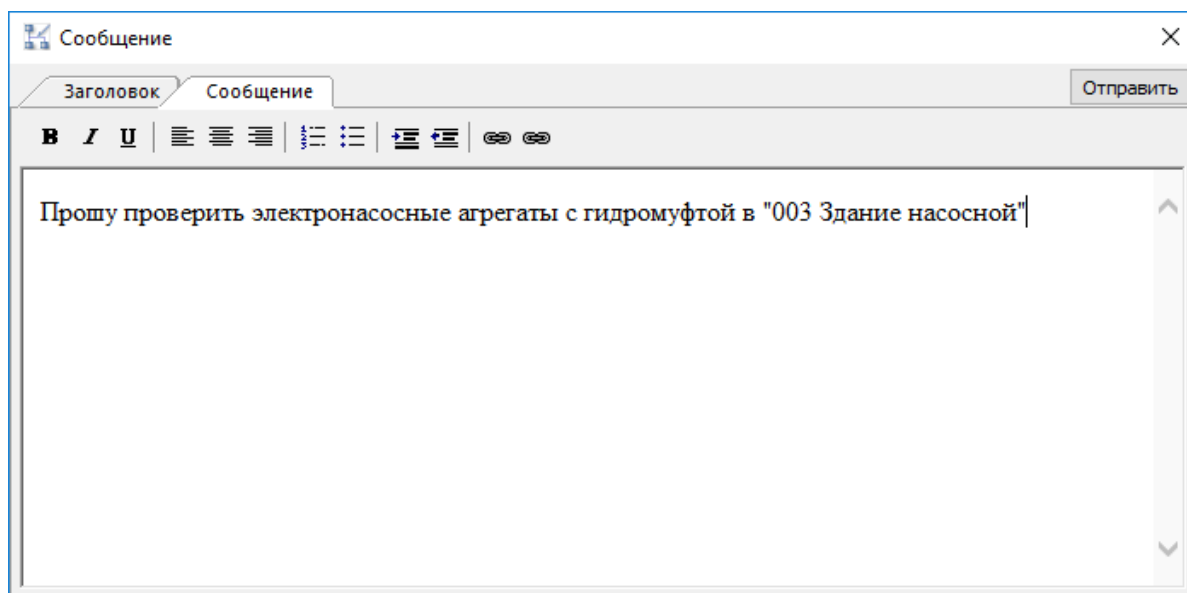 Сообщение
Заголовок Сообщение Отправить
B I U
Прошу проверить электронасосные агрегаты с гидромуфтой в "003 Здание насосной"